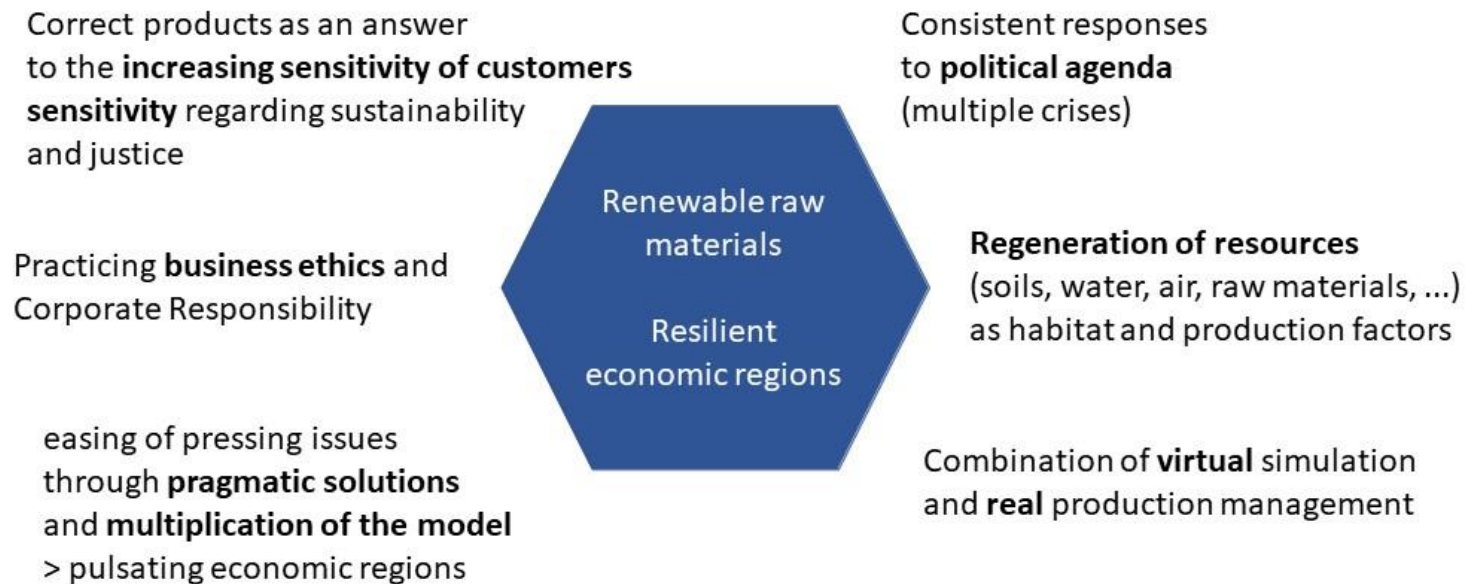 Correct products as an answer
to the increasing sensitivity of customers
sensitivity regarding sustainability
and justice
Consistent responses
to political agenda
(multiple crises)
Practicing business ethics and
Corporate Responsibility
Renewable raw
materials
Resilient
economic regions
Regeneration of resources
(soils, water, air, raw materials, ...)
as habitat and production factors
easing of pressing issues
through pragmatic solutions
and multiplication of the model
> pulsating economic regions
Combination of virtual simulation
and real production management